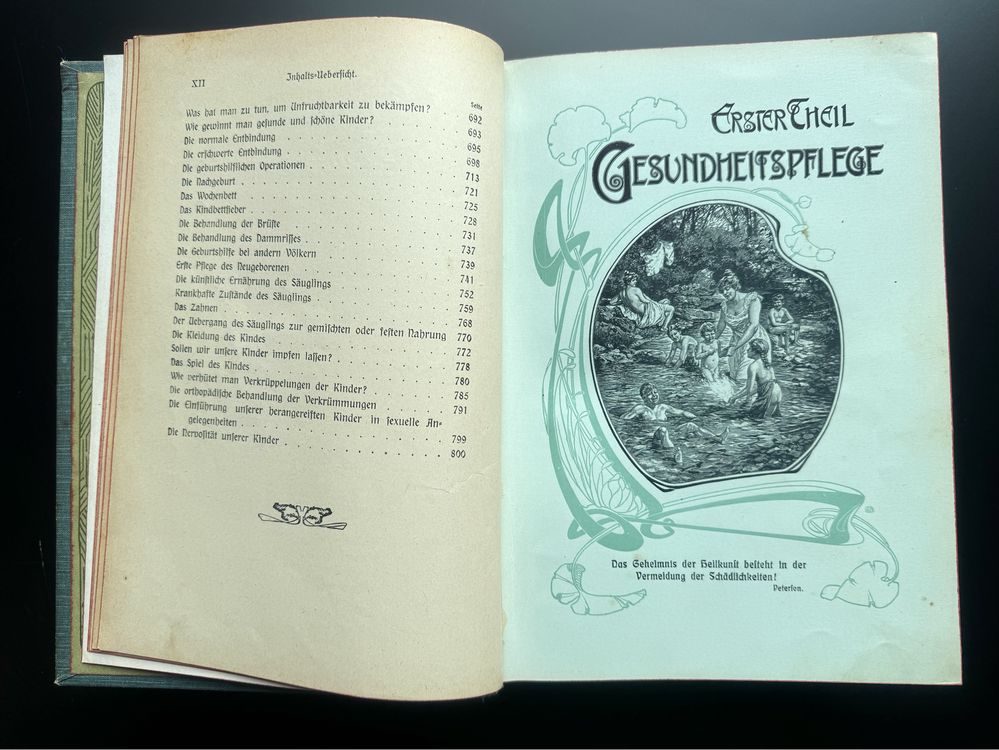 XII
Inhalts-Uebersicht.
Seite
Was hat man zu tun, um Unfruchtbarkeit zu bekämpfen? 692
Wie gewinnt man gesunde und schöne Kinder? . . . . . . . 693
Die normale Entbindung . . . . . . . . . . . . . . 695
Die erschwerte Entbindung . . . . . . . . . . . . . 698
Die geburtshilflichen Operationen . . . . . . . . . . . 713
Die Nachgeburt . . . . . . . . . . . . . . . . . 721
Das Wochenbett . . . . . . . . . . . . . . . . . 725
Das Kindbettfieber . . . . . . . . . . . . . . . . 728
Die Behandlung der Brüste . . . . . . . . . . . . . 731
Die Behandlung des Dammrisses . . . . . . . . . . . 737
Die Geburtshilfe bei andern Völkern . . . . . . . . . . 739
Erste Pflege des Neugeborenen . . . . . . . . . . . . 741
Die künstliche Ernährung des Säuglings . . . . . . . . . 752
Krankhafte Zustände des Säuglings . . . . . . . . . . 759
Das Zahnen . . . . . . . . . . . . . . . . . . 768
Der Uebergang des Säuglings zur gemischten oder festen Nahrung 770
Die Kleidung des Kindes . . . . . . . . . . . . . . 772
Sollen wir unsere Kinder impfen lassen? . . . . . . . . . 778
Das Spiel des Kindes . . . . . . . . . . . . . . . 780
Wie verhütet man Verkrüppelungen der Kinder? . . . . . . 785
Die orthopädische Behandlung der Verkrümmungen . . . . . 791
Die Einführung unserer herangereiften Kinder in sexuelle An-
gelegenheiten . . . . . . . . . . . . . . . . . 799
Die Nervosität unserer Kinder . . . . . . . . . . . . 800
Erster Theil
Gesundheitspflege
Das Geheimnis der Heilkunst besteht in der
Vermeidung der Schädlichkeiten!
Petersen.